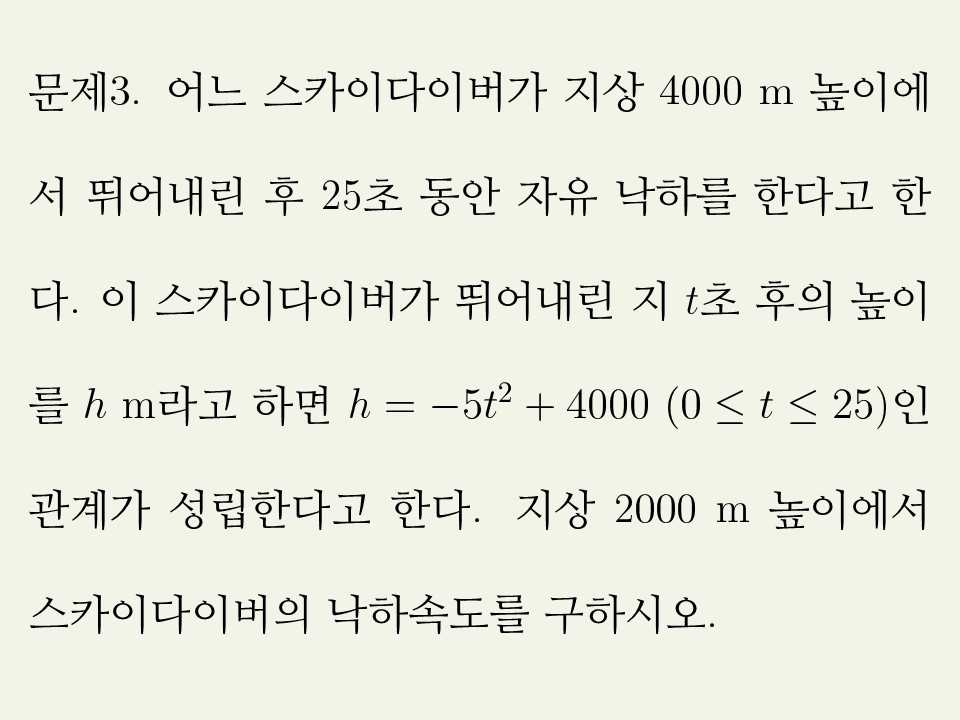 문제3. 어느 스카이다이버가 지상 4000 m 높이에
서 뛰어내린 후 25초 동안 자유 낙하를 한다고 한
다. 이 스카이다이버가 뛰어내린 지 t초 후의 높이
를 h m라고 하면 h = −5t² + 4000 (0 ≤ t ≤ 25)인
관계가 성립한다고 한다. 지상 2000 m 높이에서
스카이다이버의 낙하속도를 구하시오.